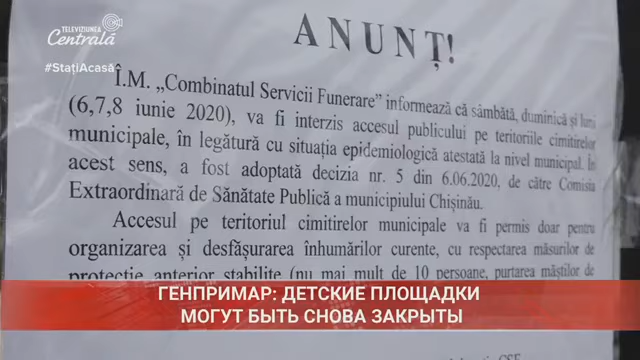 TELEVIZIUNEA
Centrală
#StațiAcasă
ANUNȚ!
Î.M. „Combinatul Servicii Funerare” informează că sâmbătă, duminică și luni
(6,7,8 iunie 2020), va fi interzis accesul publicului pe teritoriile cimitirelor
municipale, în legătură cu situația epidemiologică atestată la nivel municipal. În
acest sens, a fost adoptată decizia nr. 5 din 6.06.2020, de către Comisia
Extraordinară de Sănătate Publică a municipiului Chișinău.
Accesul pe teritoriul cimitirelor municipale va fi permis doar pentru
organizarea și desfășurarea înhumărilor curente, cu respectarea măsurilor de
protecție anterior stabilite (nu mai mult de 10 persoane, purtarea măștilor de
ГЕНПРИМАР: ДЕТСКИЕ ПЛОЩАДКИ
МОГУТ БЫТЬ СНОВА ЗАКРЫТЫ